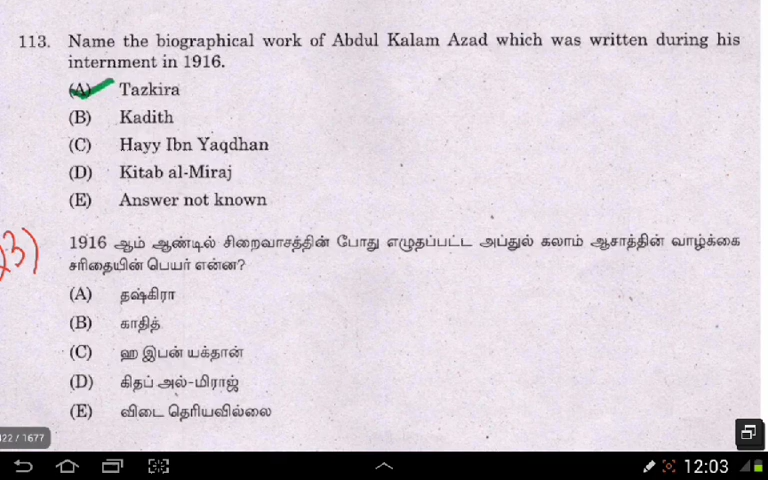 113. Name the biographical work of Abdul Kalam Azad which was written during his
internment in 1916.
(A) Tazkira
(B) Kadith
(C) Hayy Ibn Yaqdhan
(D) Kitab al-Miraj
(E) Answer not known
1916 ஆம் ஆண்டில் சிறைவாசத்தின் போது எழுதப்பட்ட அப்துல் கலாம் ஆசாத்தின் வாழ்க்கை
சரிதையின் பெயர் என்ன?
(A) தஷ்கிரா
(B) காதித்
(C) ஹ இபன் யக்தான்
(D) கிதப் அல்-மிராஜ்
(E) விடை தெரியவில்லை
22 / 1677
12:03